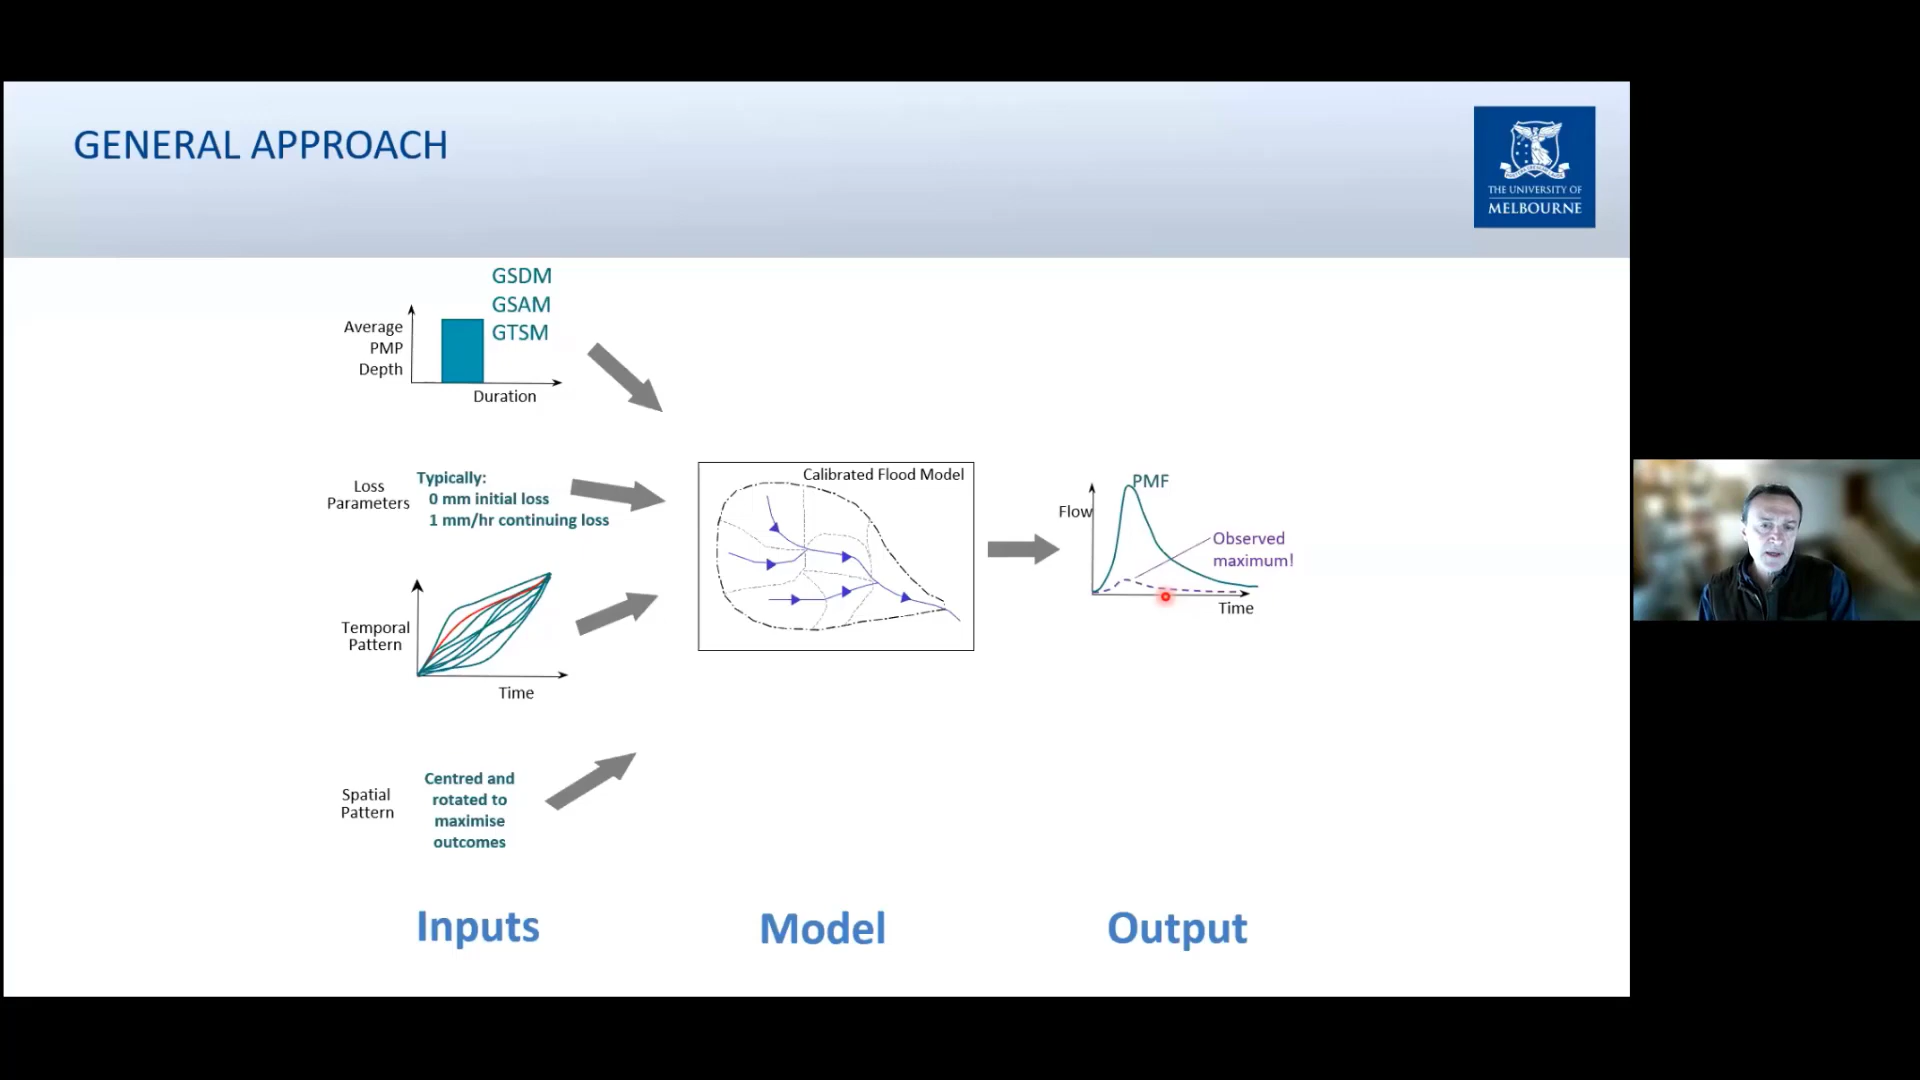 GENERAL APPROACH
THE UNIVERSITY OF
MELBOURNE
GSDM
GSAM
GTSM
Average
PMP
Depth
Duration
Loss
Parameters
Typically:
0 mm initial loss
1 mm/hr continuing loss
Temporal
Pattern
Time
Spatial
Pattern
Centred and
rotated to
maximise
outcomes
Calibrated Flood Model
PMF
Flow
Observed
maximum!
Time
Inputs
Model
Output